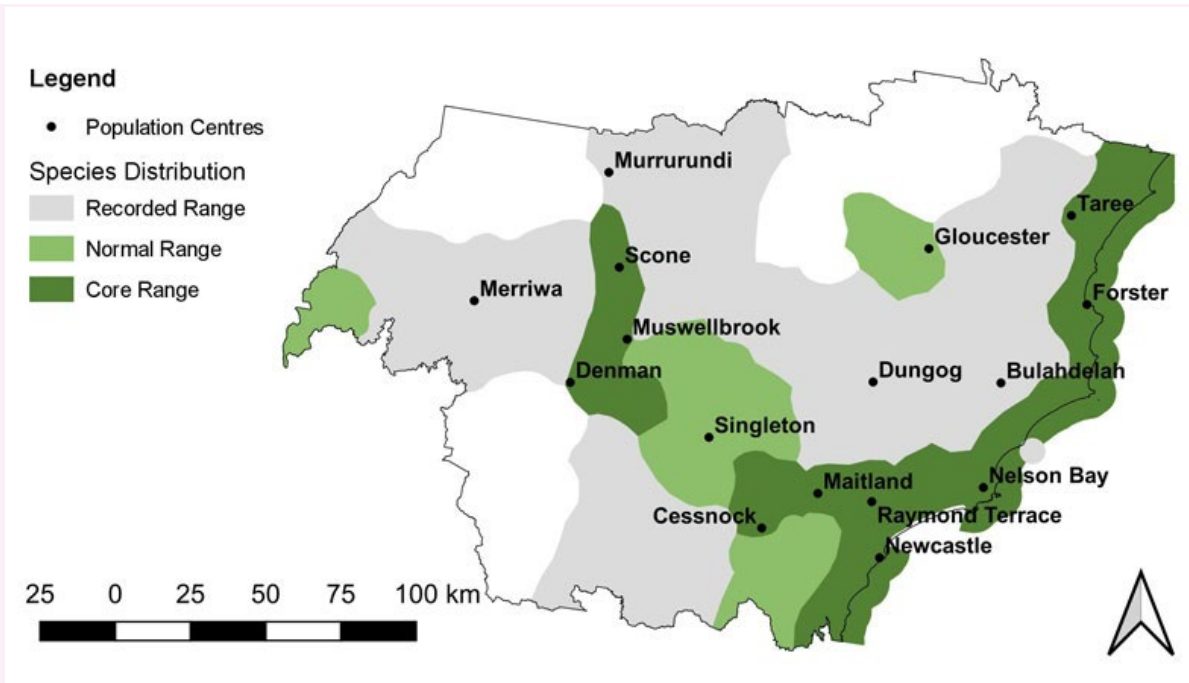 Legend
Population Centres
Species Distribution
Recorded Range
Normal Range
Core Range
Murrurundi
Taree
Gloucester
Scone
Merriwa
Forster
Muswellbrook
Denman
Dungog
Bulahdelah
Singleton
Maitland
Nelson Bay
Cessnock
Raymond Terrace
Newcastle
25 0 25 50 75 100 km